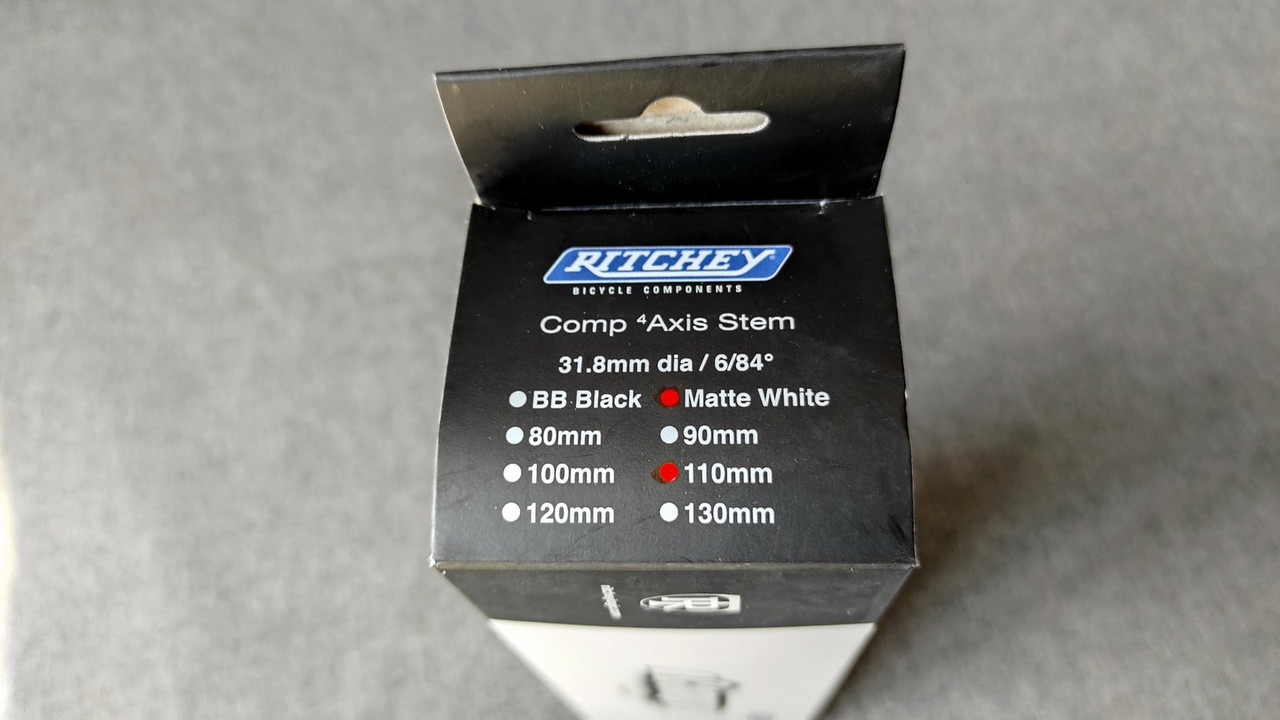 RITCHEY
BICYCLE COMPONENTS
Comp ⁴Axis Stem
31.8mm dia / 6/84°
BB Black Matte White
80mm 90mm
100mm 110mm
120mm 130mm